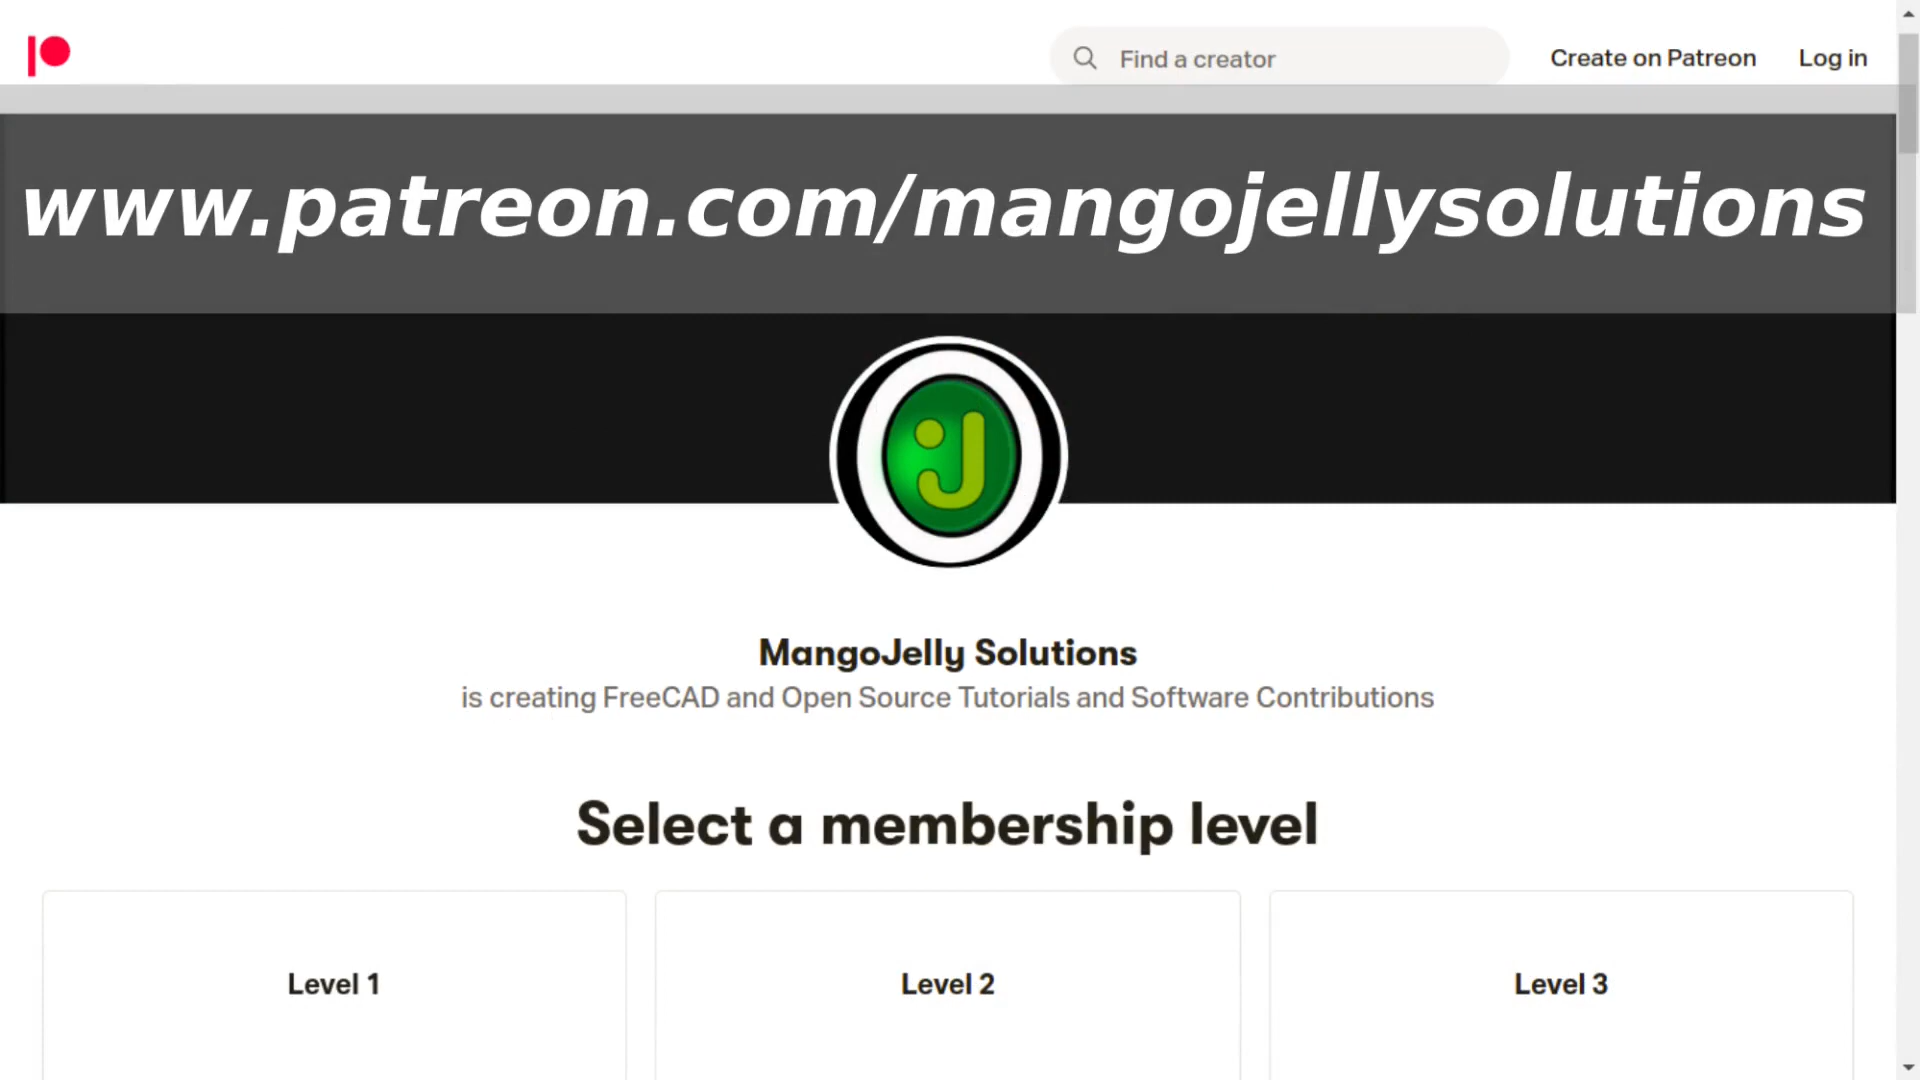 Find a creator
Create on Patreon
Log in
www.patreon.com/mangojellysolutions
MangoJelly Solutions
is creating FreeCAD and Open Source Tutorials and Software Contributions
Select a membership level
Level 1
Level 2
Level 3